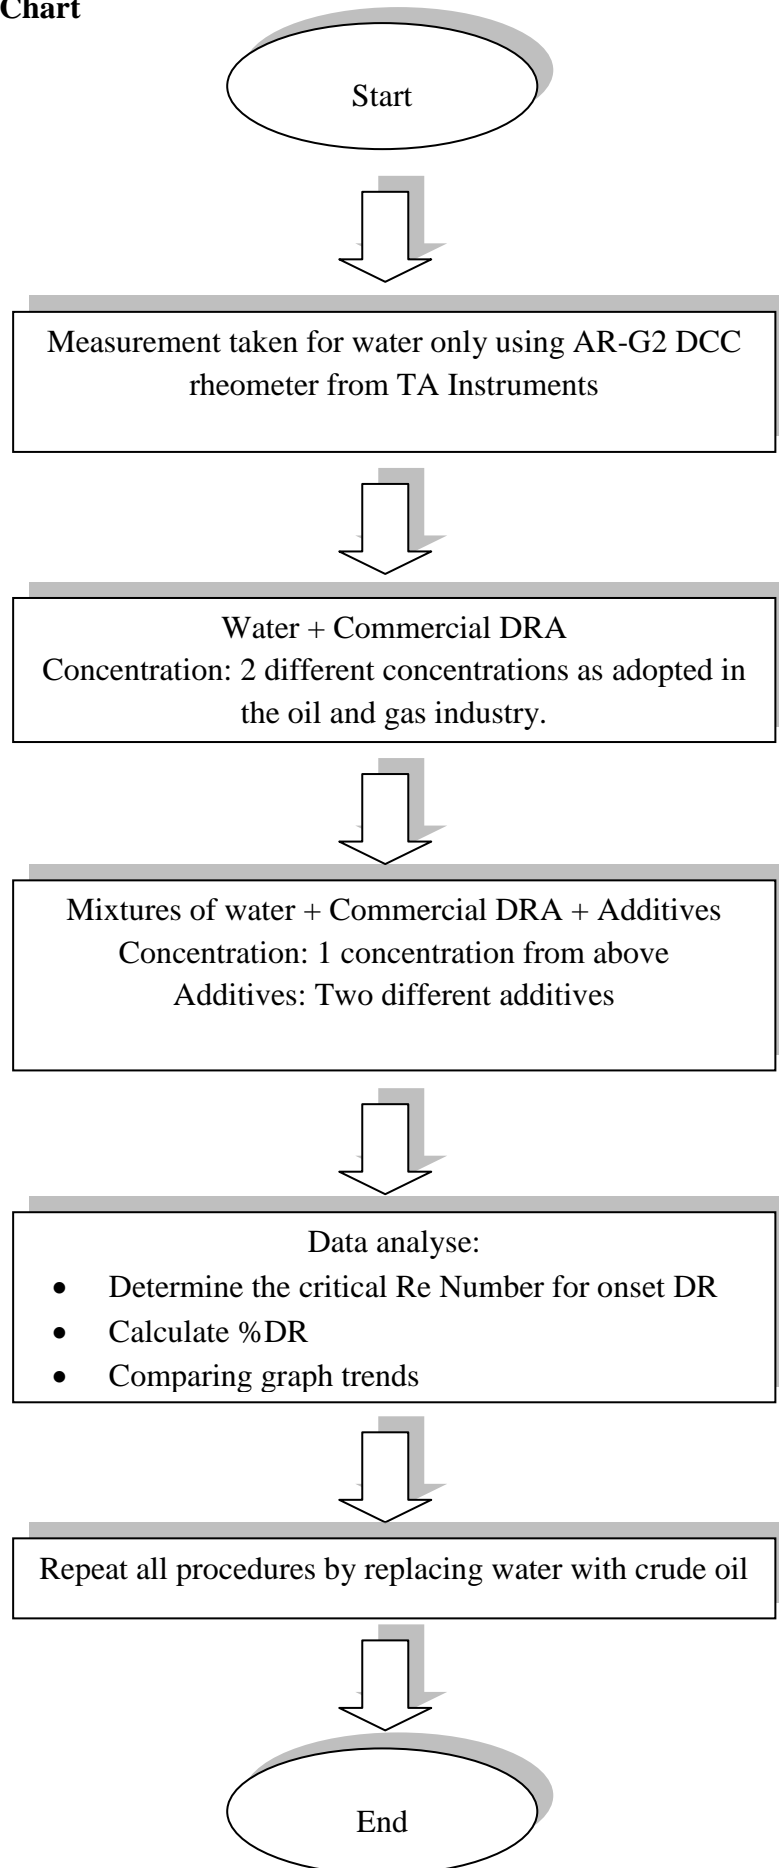 Chart
Start
Measurement taken for water only using AR-G2 DCC
rheometer from TA Instruments
Water + Commercial DRA
Concentration: 2 different concentrations as adopted in
the oil and gas industry.
Mixtures of water + Commercial DRA + Additives
Concentration: 1 concentration from above
Additives: Two different additives
Data analyse:
• Determine the critical Re Number for onset DR
• Calculate %DR
• Comparing graph trends
Repeat all procedures by replacing water with crude oil
End